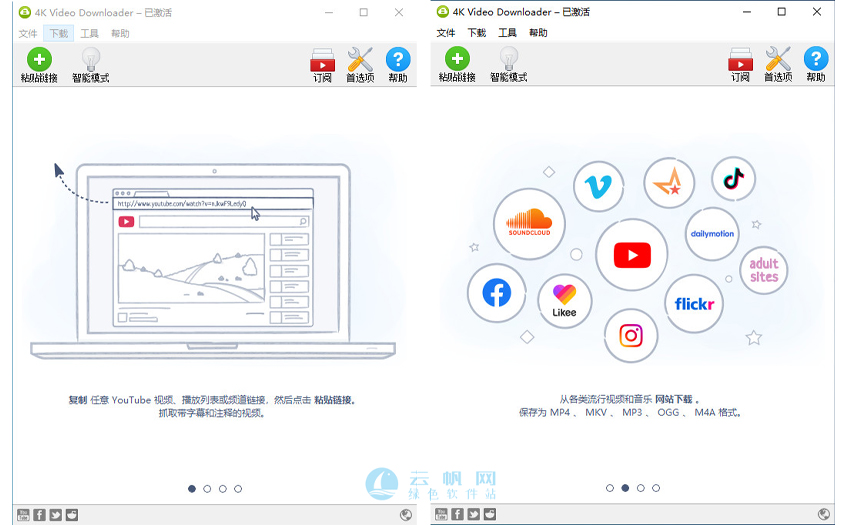 4K Video Downloader – 已激活
文件 下载 工具 帮助
粘贴链接 智能模式 订阅 首选项 帮助
复制 任意 YouTube 视频、播放列表或频道链接，然后点击 粘贴链接。
抓取带字幕和注释的视频。
4K Video Downloader – 已激活
文件 下载 工具 帮助
粘贴链接 智能模式 订阅 首选项 帮助
SOUNDCLOUD
dailymotion
adult
sites
Likee
flickr
从各类流行视频和音乐 网站下载 。
保存为 MP4 、 MKV 、 MP3 、 OGG 、 M4A 格式。
云帆网
绿色软件站